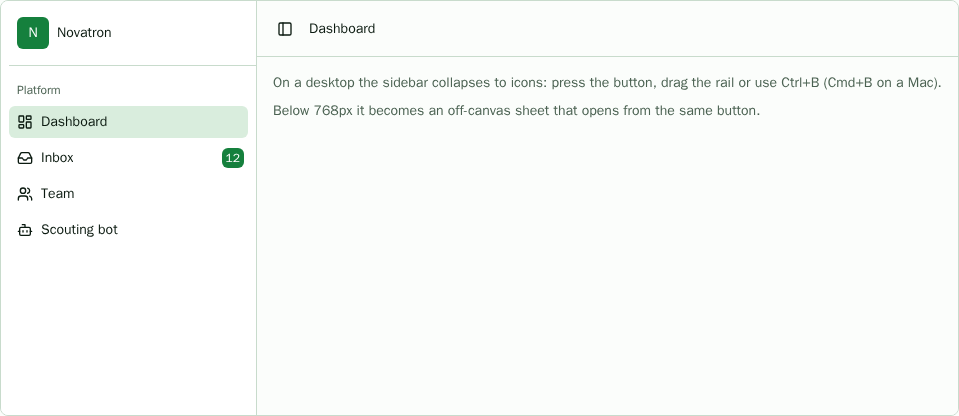 N
Novatron
Platform
Dashboard
Inbox
12
Team
Scouting bot
Dashboard
On a desktop the sidebar collapses to icons: press the button, drag the rail or use Ctrl+B (Cmd+B on a Mac).
Below 768px it becomes an off-canvas sheet that opens from the same button.